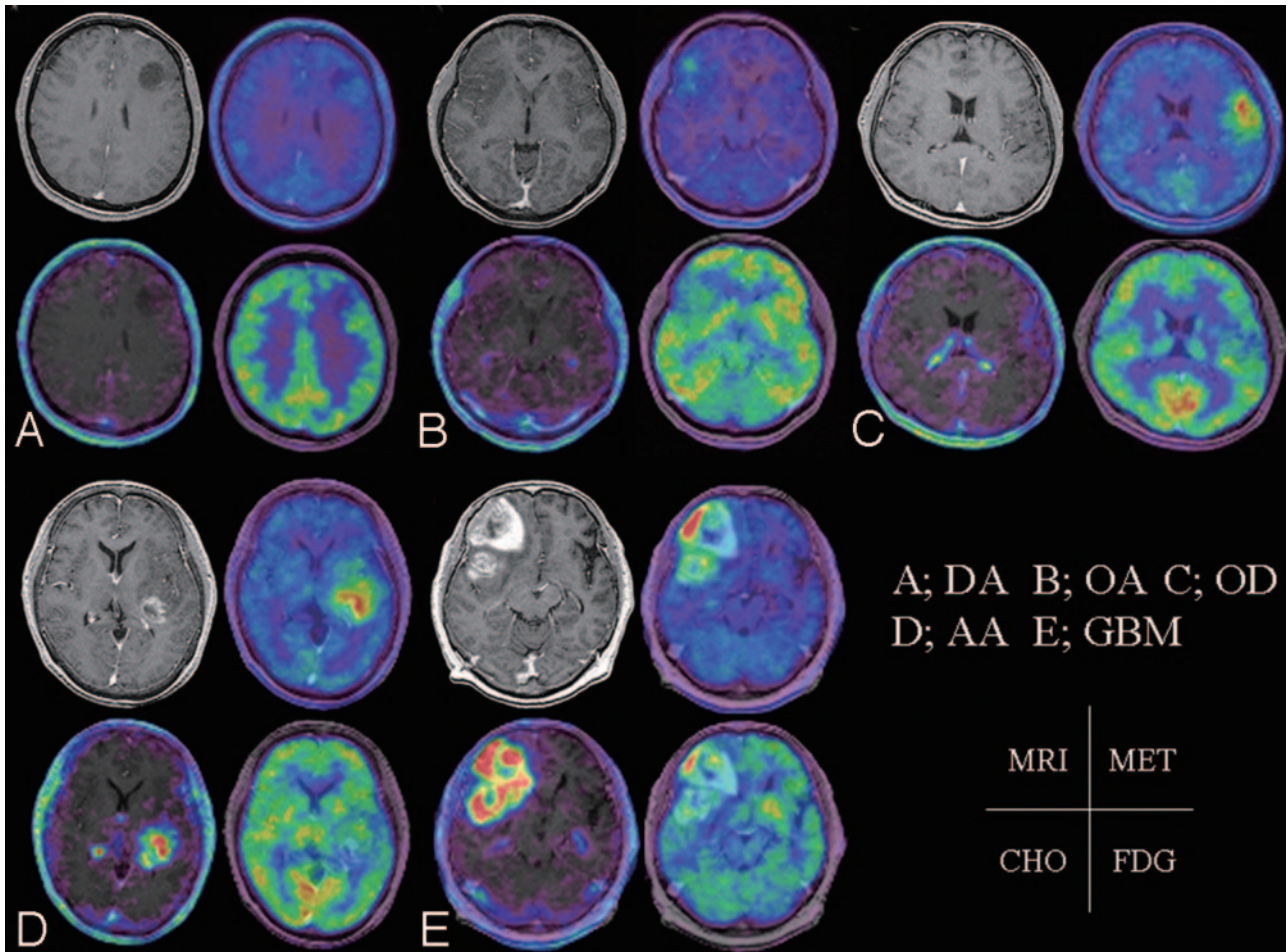 A
B
C
D
E
A; DA B; OA C; OD
D; AA E; GBM
MRI MET
CHO FDG